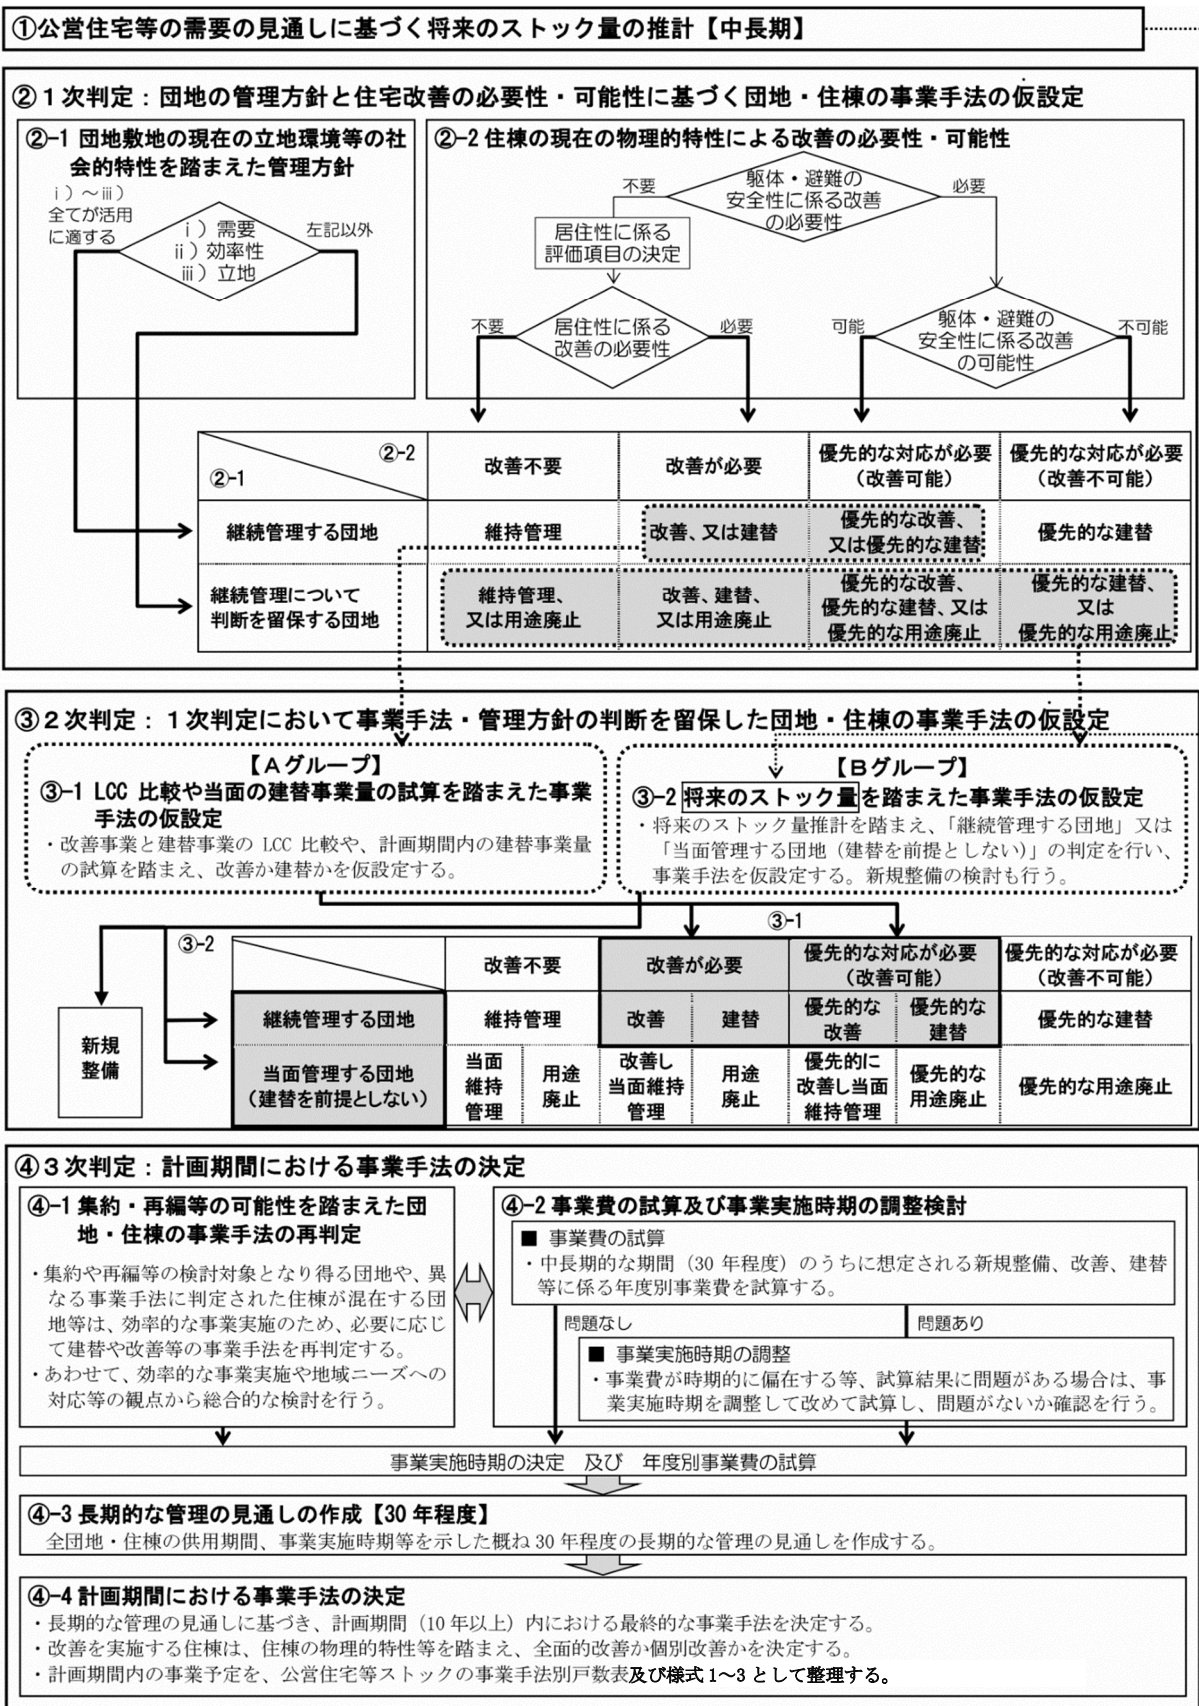 ①公営住宅等の需要の見通しに基づく将来のストック量の推計【中長期】
②１次判定：団地の管理方針と住宅改善の必要性・可能性に基づく団地・住棟の事業手法の仮設定
②-1 団地敷地の現在の立地環境等の社
会的特性を踏まえた管理方針
ⅰ）～ⅲ）
全てが活用
に適する
ⅰ）需要
ⅱ）効率性
ⅲ）立地
左記以外
②-2 住棟の現在の物理的特性による改善の必要性・可能性
不要
躯体・避難の
安全性に係る改善
の必要性
必要
居住性に係る
評価項目の決定
不要
居住性に係る
改善の必要性
必要
可能
躯体・避難の
安全性に係る改善
の可能性
不可能
②-2
②-1
改善不要
改善が必要
優先的な対応が必要
（改善可能）
優先的な対応が必要
（改善不可能）
継続管理する団地
維持管理
改善、又は建替
優先的な改善、
又は優先的な建替
優先的な建替
継続管理について
判断を留保する団地
維持管理、
又は用途廃止
改善、建替、
又は用途廃止
優先的な改善、
優先的な建替、又は
優先的な用途廃止
優先的な建替、
又は
優先的な用途廃止
③２次判定：１次判定において事業手法・管理方針の判断を留保した団地・住棟の事業手法の仮設定
【Aグループ】
③-1 LCC 比較や当面の建替事業量の試算を踏まえた事業
手法の仮設定
・改善事業と建替事業の LCC 比較や、計画期間内の建替事業量
の試算を踏まえ、改善か建替かを仮設定する。
【Bグループ】
③-2 将来のストック量を踏まえた事業手法の仮設定
・将来のストック量推計を踏まえ、「継続管理する団地」又は
「当面管理する団地（建替を前提としない）」の判定を行い、
事業手法を仮設定する。新規整備の検討も行う。
③-1
③-2
改善不要
改善が必要
優先的な対応が必要
（改善可能）
優先的な対応が必要
（改善不可能）
新規
整備
継続管理する団地
維持管理
改善
建替
優先的な
改善
優先的な
建替
優先的な建替
当面管理する団地
（建替を前提としない）
当面
維持
管理
用途
廃止
改善し
当面維持
管理
用途
廃止
優先的に
改善し当面
維持管理
優先的な
用途廃止
優先的な用途廃止
④３次判定：計画期間における事業手法の決定
④-1 集約・再編等の可能性を踏まえた団
地・住棟の事業手法の再判定
・集約や再編等の検討対象となり得る団地や、異
なる事業手法に判定された住棟が混在する団
地等は、効率的な事業実施のため、必要に応じ
て建替や改善等の事業手法を再判定する。
・あわせて、効率的な事業実施や地域ニーズへの
対応等の観点から総合的な検討を行う。
④-2 事業費の試算及び事業実施時期の調整検討
■ 事業費の試算
・中長期的な期間（30 年程度）のうちに想定される新規整備、改善、建替
等に係る年度別事業費を試算する。
問題なし
問題あり
■ 事業実施時期の調整
・事業費が時期的に偏在する等、試算結果に問題がある場合は、事
業実施時期を調整して改めて試算し、問題がないか確認を行う。
事業実施時期の決定　及び　年度別事業費の試算
④-3 長期的な管理の見通しの作成【30 年程度】
全団地・住棟の供用期間、事業実施時期等を示した概ね 30 年程度の長期的な管理の見通しを作成する。
④-4 計画期間における事業手法の決定
・長期的な管理の見通しに基づき、計画期間（10 年以上）内における最終的な事業手法を決定する。
・改善を実施する住棟は、住棟の物理的特性等を踏まえ、全面的改善か個別改善かを決定する。
・計画期間内の事業予定を、公営住宅等ストックの事業手法別戸数表及び様式 1～3 として整理する。